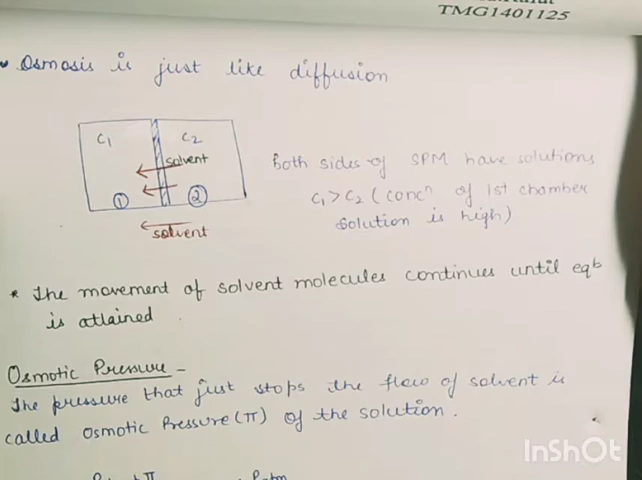 TMG1401125
Osmosis is just like diffusion
C1
C2
solvent
① ②
solvent
Both sides of SPM have solutions
C1 > C2 (concⁿ of 1st chamber
solution is high)
* The movement of solvent molecules continues until eqb
is attained
Osmotic Pressure -
The pressure that just stops the flow of solvent is
called Osmotic Pressure (π) of the solution.
InShOt